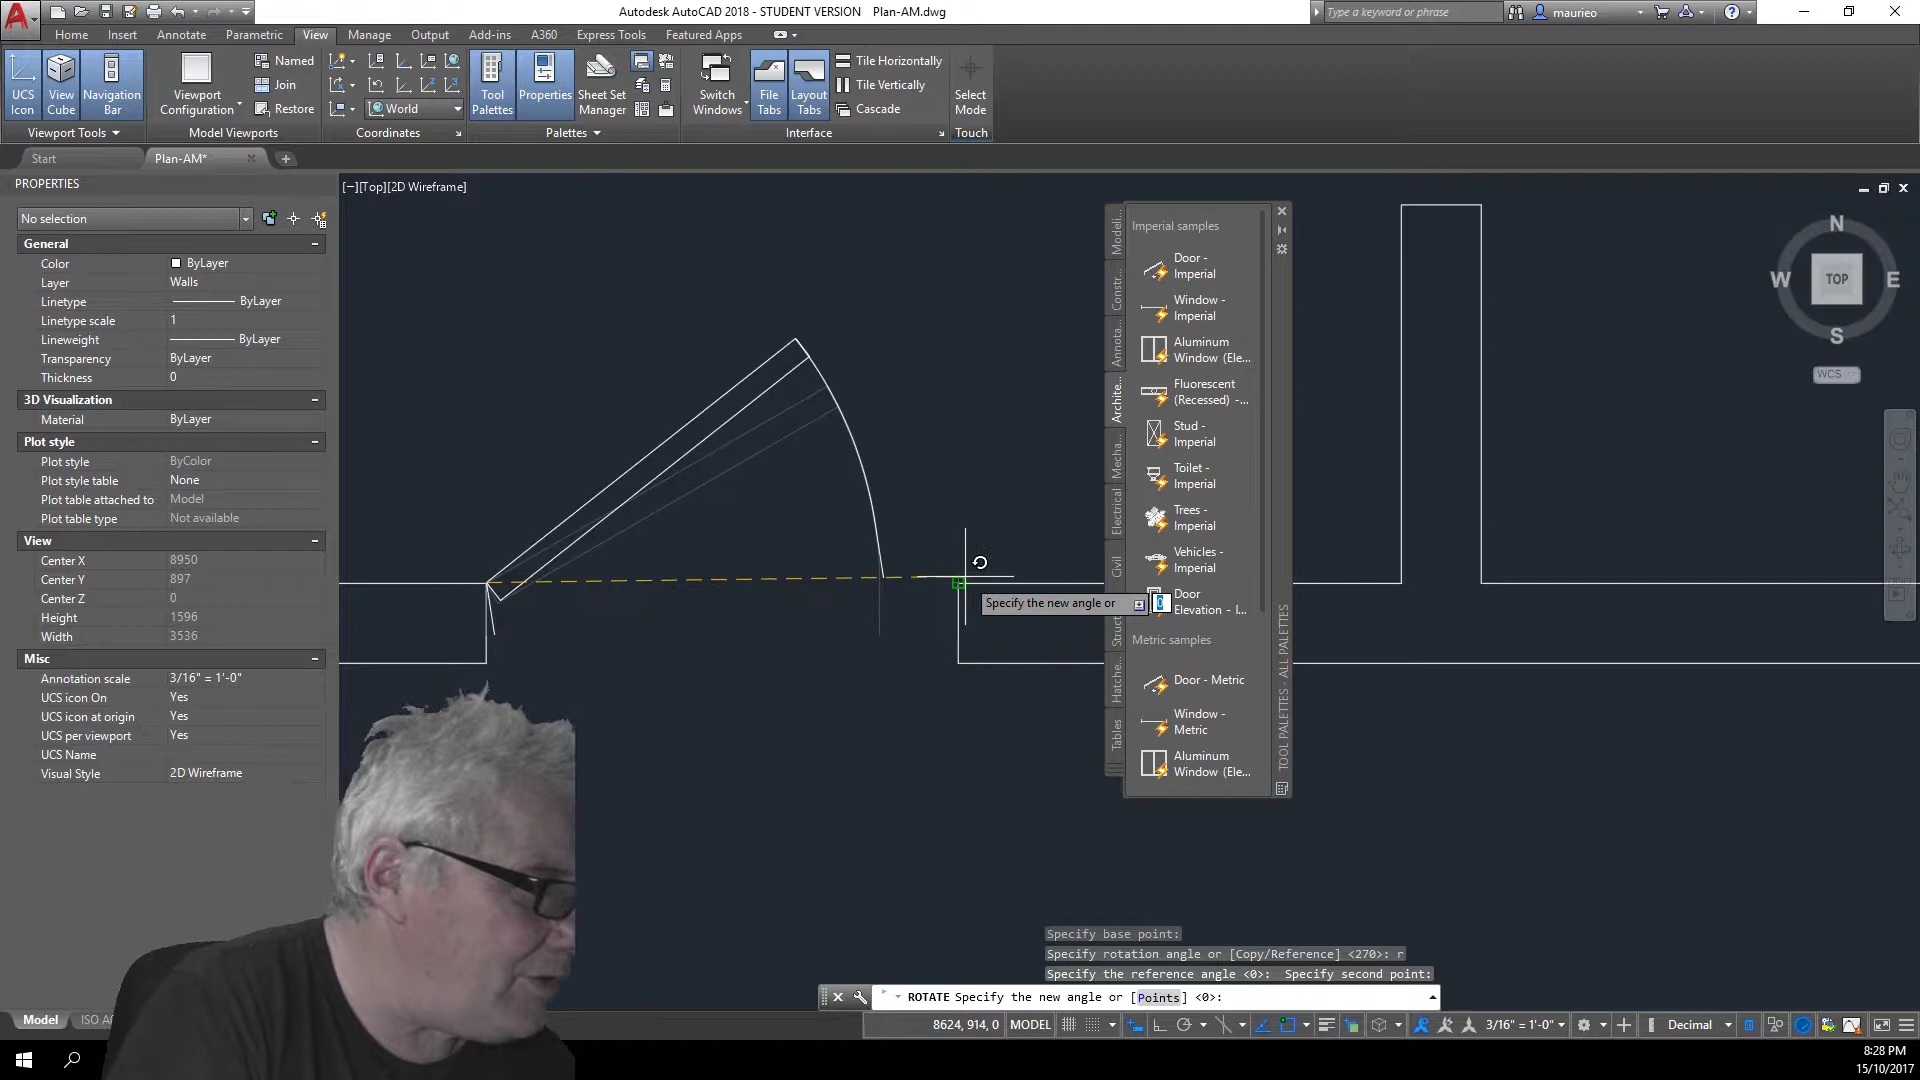 Autodesk AutoCAD 2018 - STUDENT VERSION Plan-AM.dwg
Type a keyword or phrase
maurieo
Home Insert Annotate Parametric View Manage Output Add-ins A360 Express Tools Featured Apps
UCS Icon
View Cube
Navigation Bar
Viewport Configuration
Named
Join
Restore
World
Tool Palettes
Properties
Sheet Set Manager
Switch Windows
File Tabs
Layout Tabs
Tile Horizontally
Tile Vertically
Cascade
Select Mode
Viewport Tools
Model Viewports
Coordinates
Palettes
Interface
Touch
Start
Plan-AM*
PROPERTIES
[−][Top][2D Wireframe]
No selection
General
Color ByLayer
Layer Walls
Linetype ByLayer
Linetype scale 1
Lineweight ByLayer
Transparency ByLayer
Thickness 0
3D Visualization
Material ByLayer
Plot style
Plot style ByColor
Plot style table None
Plot table attached to Model
Plot table type Not available
View
Center X 8950
Center Y 897
Center Z 0
Height 1596
Width 3536
Misc
Annotation scale 3/16" = 1'-0"
UCS icon On Yes
UCS icon at origin Yes
UCS per viewport Yes
UCS Name
Visual Style 2D Wireframe
Modeli...
Constr...
Annota...
Archite...
Mecha...
Electrical
Civil
Struct
Hatche...
Tables
Imperial samples
Door - Imperial
Window - Imperial
Aluminum Window (Ele...
Fluorescent (Recessed) -...
Stud - Imperial
Toilet - Imperial
Trees - Imperial
Vehicles - Imperial
Door Elevation - I...
Metric samples
Door - Metric
Window - Metric
Aluminum Window (Ele...
TOOL PALETTES - ALL PALETTES
N
W
TOP
E
S
WCS
Specify the new angle or
0
Specify base point:
Specify rotation angle or [Copy/Reference] <270>: r
Specify the reference angle <0>: Specify second point:
ROTATE Specify the new angle or [Points] <0>:
Model
ISO A
8624, 914, 0
MODEL
3/16" = 1'-0"
Decimal
8:28 PM
15/10/2017